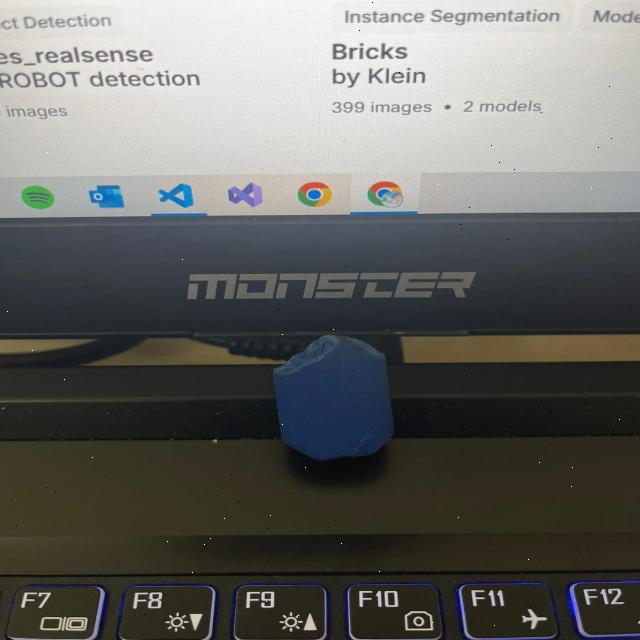 ct Detection
Instance Segmentation
Mode
es_realsense
ROBOT detection
images
Bricks
by Klein
399 images • 2 models
MONSTER
F7
F8
F9
F10
F11
F12